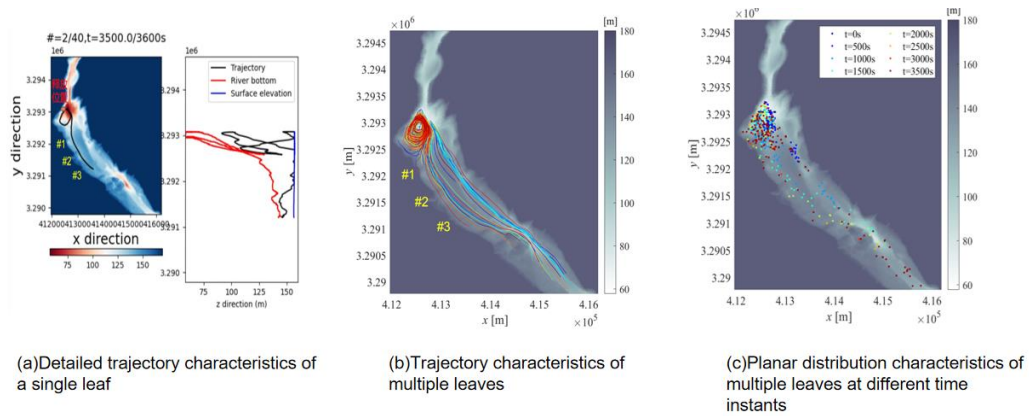 #=2/40,t=3500.0/3600s
1e6
3.294
3.293
3.292
3.291
3.290
y direction
#1
#2
#3
412000413000414000415000416000
x direction
75 100 125 150
1e6
Trajectory
River bottom
Surface elevation
3.294
3.293
3.292
3.291
3.290
75 100 125 150
z direction (m)
×10⁶
[m]
3.2945
3.294
3.2935
3.293
3.2925
3.292
3.2915
3.291
3.2905
3.29
y [m]
#1
#2
#3
4.12 4.13 4.14 4.15 4.16
x [m]
×10⁵
180
160
140
120
100
80
60
[m]
3.2945
3.294
3.2935
3.293
3.2925
3.292
3.2915
3.291
3.2905
3.29
y [m]
t=0s
t=500s
t=1000s
t=1500s
t=2000s
t=2500s
t=3000s
t=3500s
4.12 4.13 4.14 4.15 4.16
x [m]
×10⁵
180
160
140
120
100
80
60
(a)Detailed trajectory characteristics of
a single leaf
(b)Trajectory characteristics of
multiple leaves
(c)Planar distribution characteristics of
multiple leaves at different time
instants